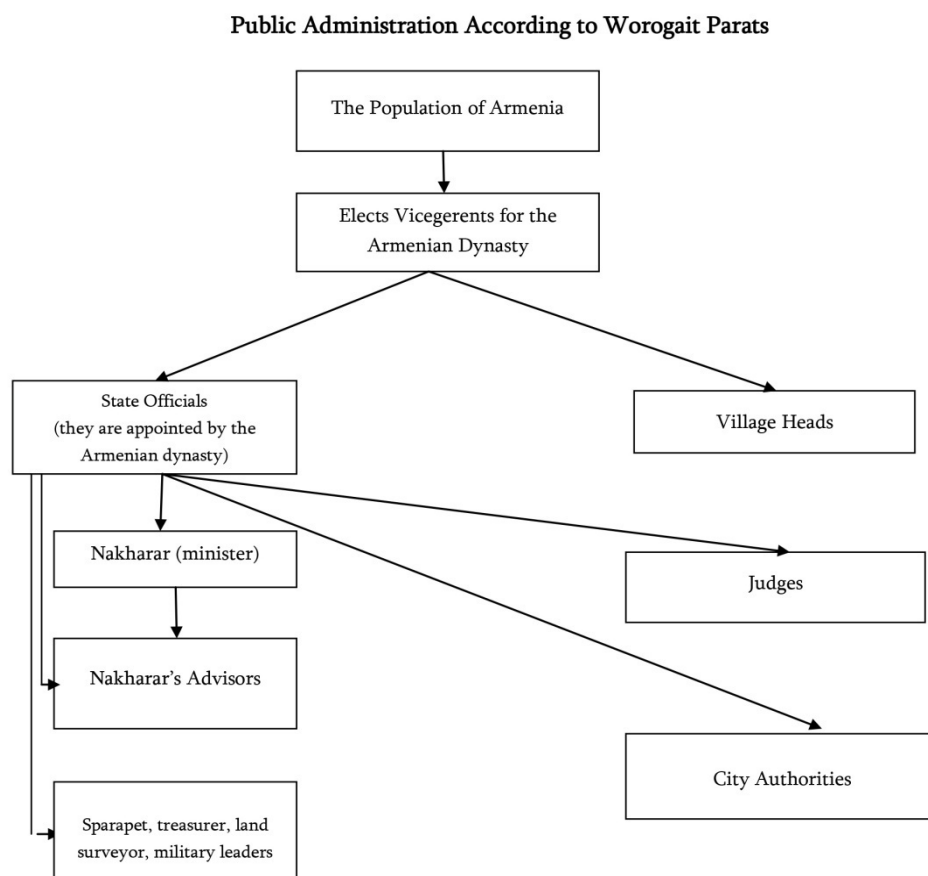 Public Administration According to Worogait Parats
The Population of Armenia
Elects Vicegerents for the
Armenian Dynasty
State Officials
(they are appointed by the
Armenian dynasty)
Village Heads
Nakharar (minister)
Judges
Nakharar's Advisors
City Authorities
Sparapet, treasurer, land
surveyor, military leaders